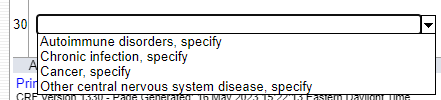 30
Autoimmune disorders, specify
Chronic infection, specify
Cancer, specify
Other central nervous system disease, specify
A
Prin
CRF Version 1330 - Page Generated: 16 May 2023 15:22:13 Eastern Daylight Time